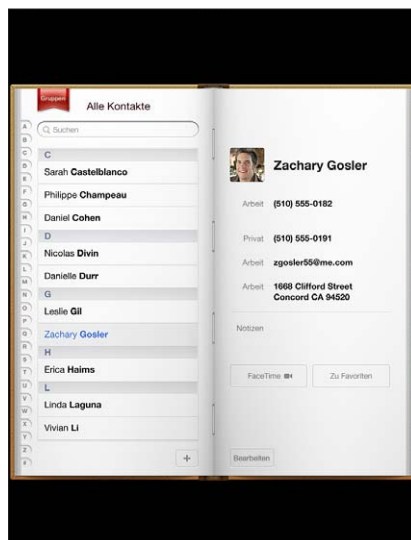 Gruppen
Alle Kontakte
Suchen
A
B
C
D
E
F
G
H
I
J
K
L
M
N
O
P
Q
R
S
T
U
V
W
X
Y
Z
#
C
Sarah Castelblanco
Philippe Champeau
Daniel Cohen
D
Nicolas Divin
Danielle Durr
G
Leslie Gil
Zachary Gosler
H
Erica Haims
L
Linda Laguna
Vivian Li
+
Zachary Gosler
Arbeit (510) 555-0182
Privat (510) 555-0191
Arbeit zgosler55@me.com
Arbeit 1668 Clifford Street
Concord CA 94520
Notizen
FaceTime
Zu Favoriten
Bearbeiten